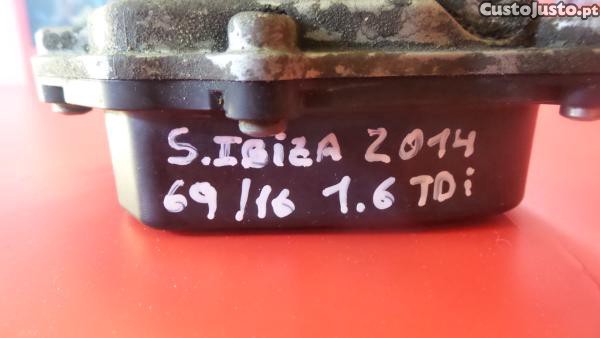 CustoJusto.pt
S.IBIZA 2014
69/16 1.6 TDi